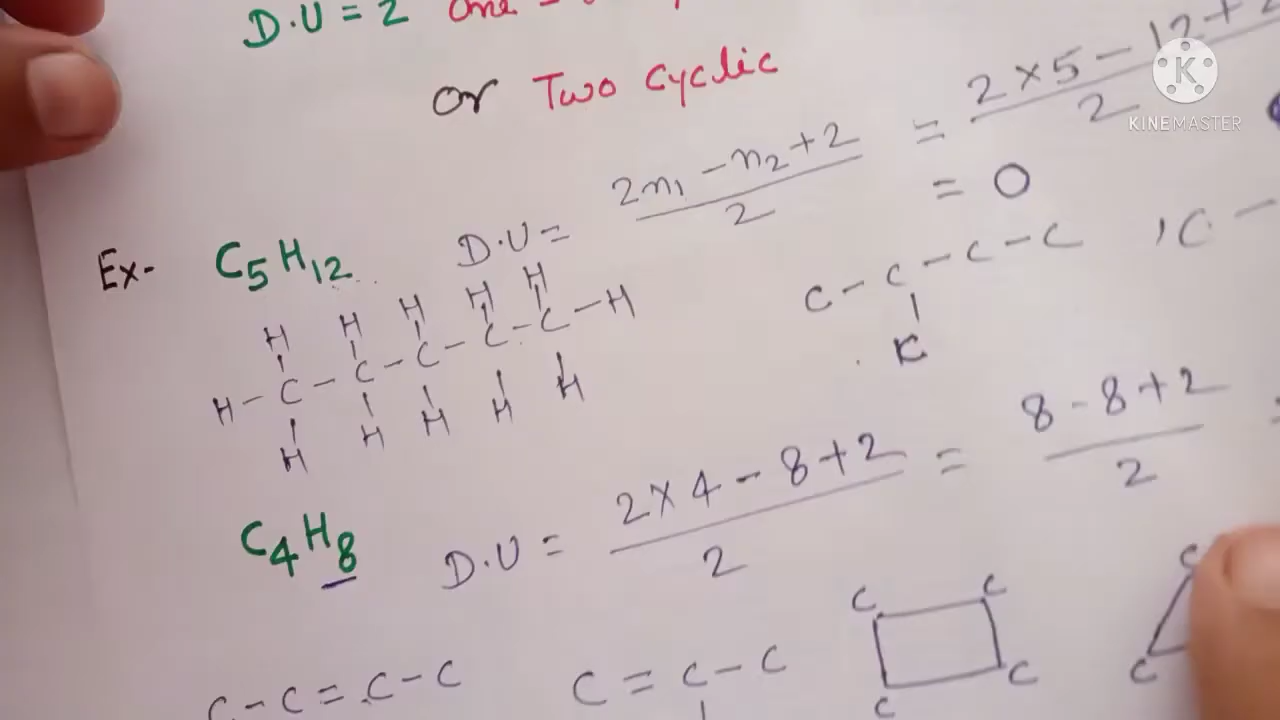 D.U = 2 One -
or Two Cyclic
Ex- C5H12 D.U = 2n1 - n2 + 2 / 2 = 2 × 5 - 12 + 2 / 2
= 0
H H H H H
H - C - C - C - C - C - H
H H H H H
C - C - C - C , C -
C
C4H8 D.U = 2 × 4 - 8 + 2 / 2 = 8 - 8 + 2 / 2 =
C - C = C - C
C = C - C
C C
C C
C
C
KINEMASTER